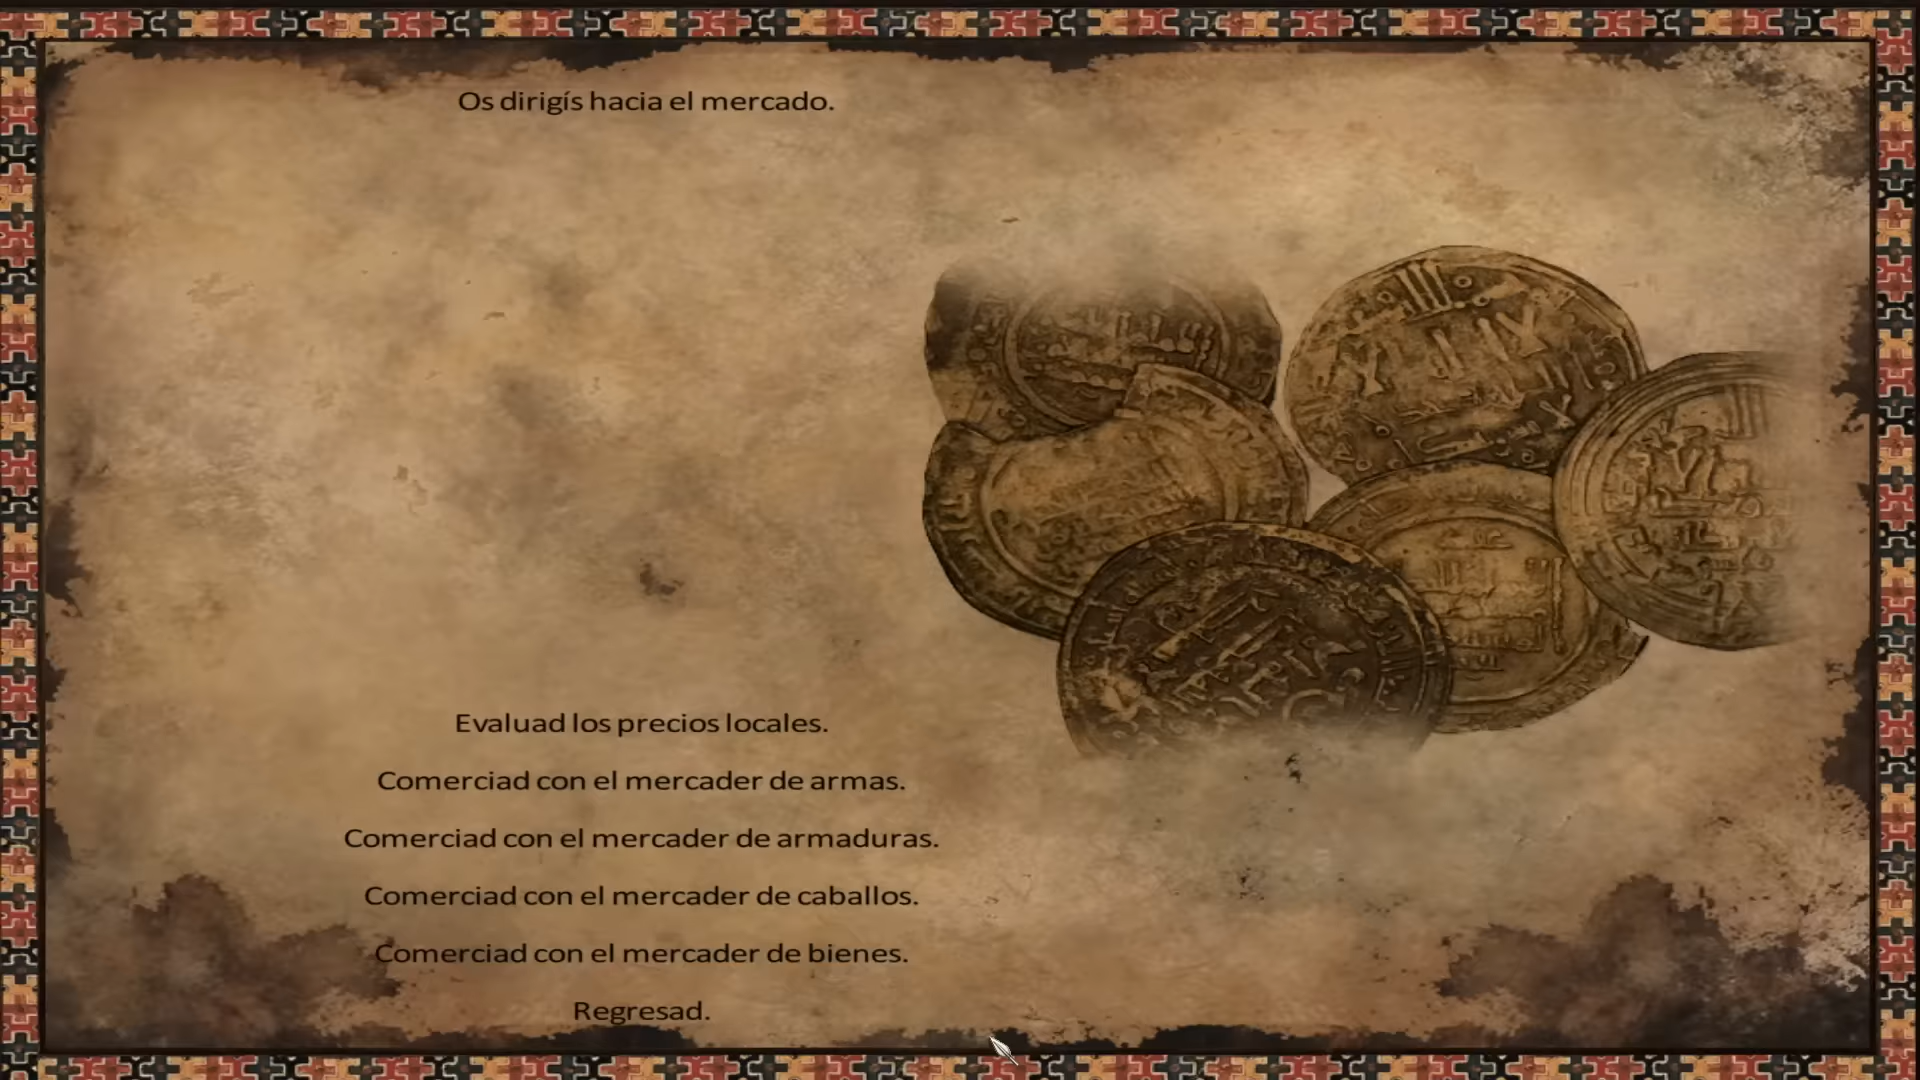 Os dirigís hacia el mercado.
Evaluad los precios locales.
Comerciad con el mercader de armas.
Comerciad con el mercader de armaduras.
Comerciad con el mercader de caballos.
Comerciad con el mercader de bienes.
Regresad.